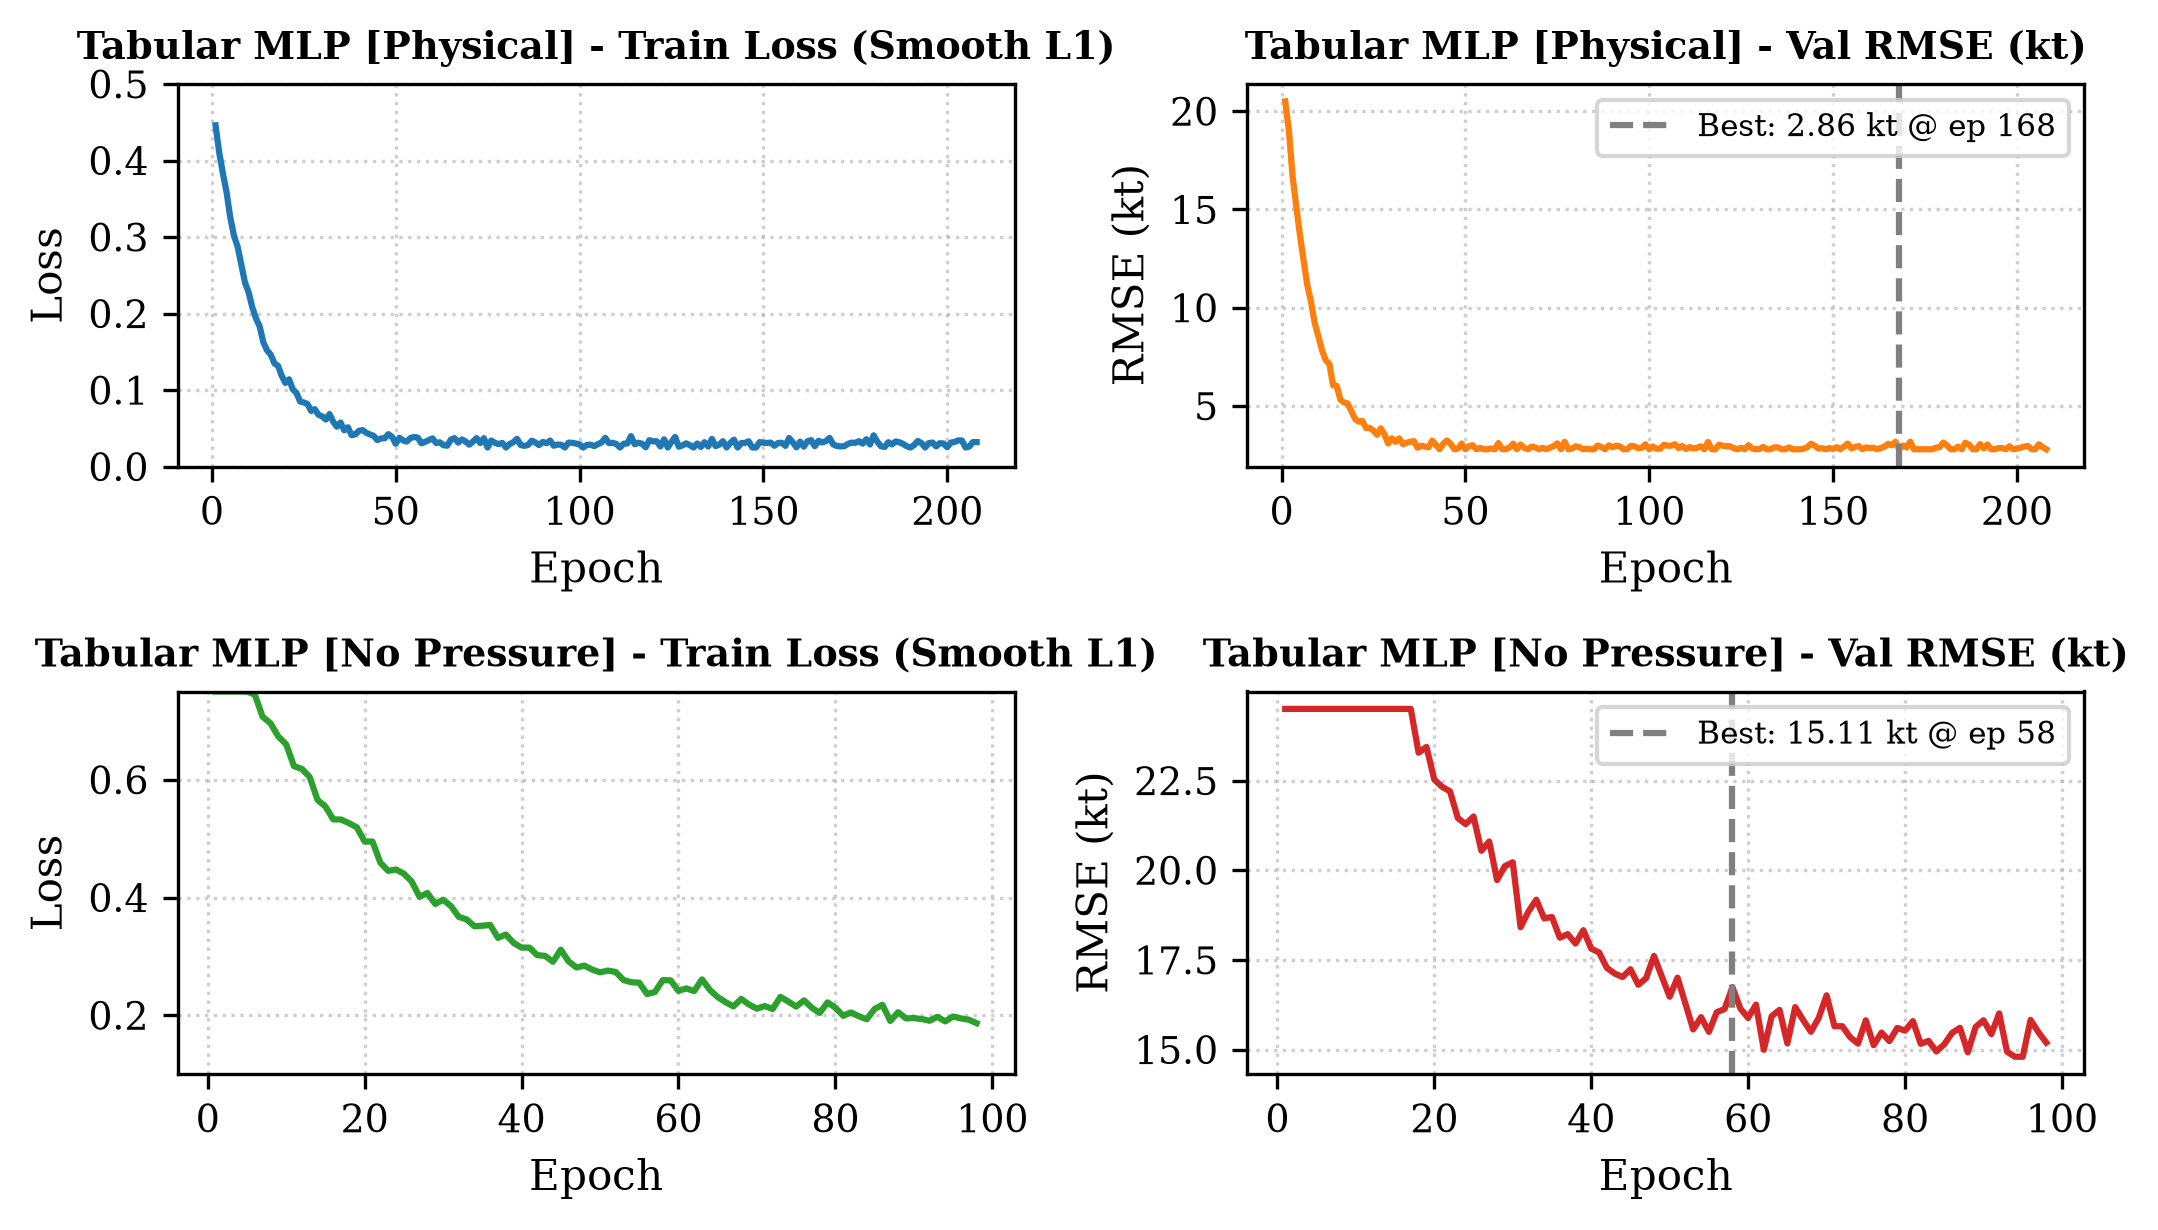 Tabular MLP [Physical] - Train Loss (Smooth L1)
0.5
0.4
0.3
0.2
0.1
0.0
Loss
0 50 100 150 200
Epoch
Tabular MLP [Physical] - Val RMSE (kt)
Best: 2.86 kt @ ep 168
20
15
10
5
RMSE (kt)
0 50 100 150 200
Epoch
Tabular MLP [No Pressure] - Train Loss (Smooth L1)
0.6
0.4
0.2
Loss
0 20 40 60 80 100
Epoch
Tabular MLP [No Pressure] - Val RMSE (kt)
Best: 15.11 kt @ ep 58
22.5
20.0
17.5
15.0
RMSE (kt)
0 20 40 60 80 100
Epoch